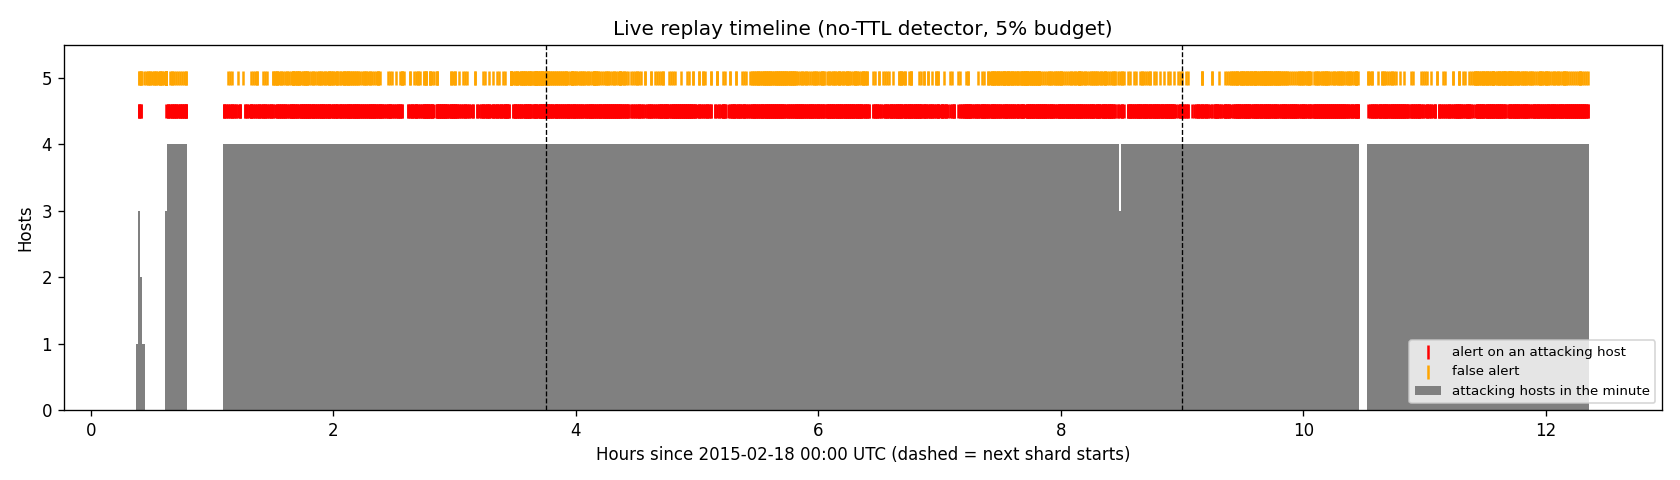 Live replay timeline (no-TTL detector, 5% budget)
Hosts
5
4
3
2
1
0
alert on an attacking host
false alert
attacking hosts in the minute
0 2 4 6 8 10 12
Hours since 2015-02-18 00:00 UTC (dashed = next shard starts)